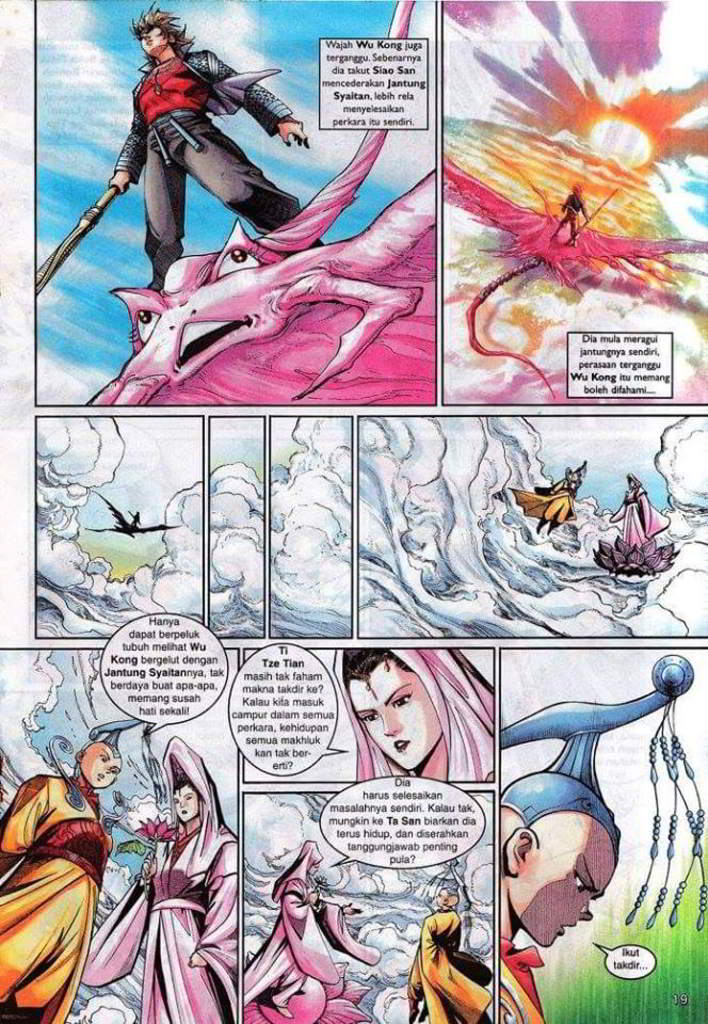 Wajah Wu Kong juga
terganggu. Sebenarnya
dia takut Siao San
mencederakan Jantung
Syaitan, lebih rela
menyelesaikan
perkara itu sendiri.
Dia mula meragui
jantungnya sendiri,
perasaan terganggu
Wu Kong itu memang
boleh difahami....
Hanya
dapat berpeluk
tubuh melihat Wu
Kong bergelut dengan
Jantung Syaitannya, tak
berdaya buat apa-apa,
memang susah
hati sekali!
Ti
Tze Tian
masih tak faham
makna takdir ke?
Kalau kita masuk
campur dalam semua
perkara, kehidupan
semua makhluk
kan tak ber-
erti?
Dia
harus selesaikan
masalahnya sendiri. Kalau tak,
mungkin ke Ta San biarkan dia
terus hidup, dan diserahkan
tanggungjawab penting
pula?
Ikut
takdir...
19